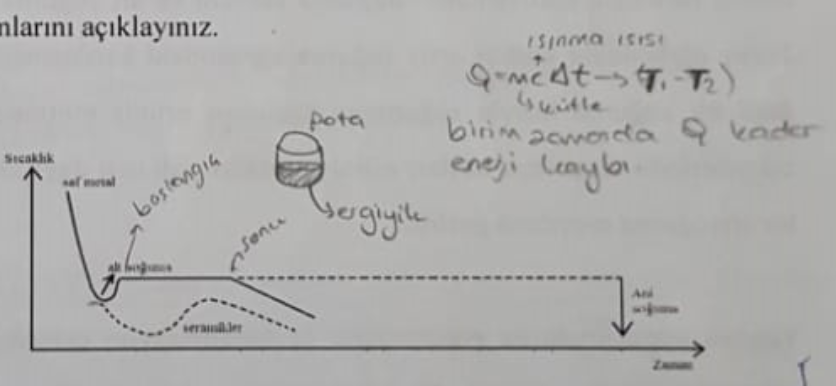 nlarını açıklayınız.
ısınma ısısı
Q=mcΔt→(T₁-T₂)
↳kütle
birim zamanda Q kadar
enerji kaybı
pota
sergiyik
Sıcaklık
saf metal
başlangıç
sonu
alt soğuma
seramikler
Ani
soğuma
Zaman